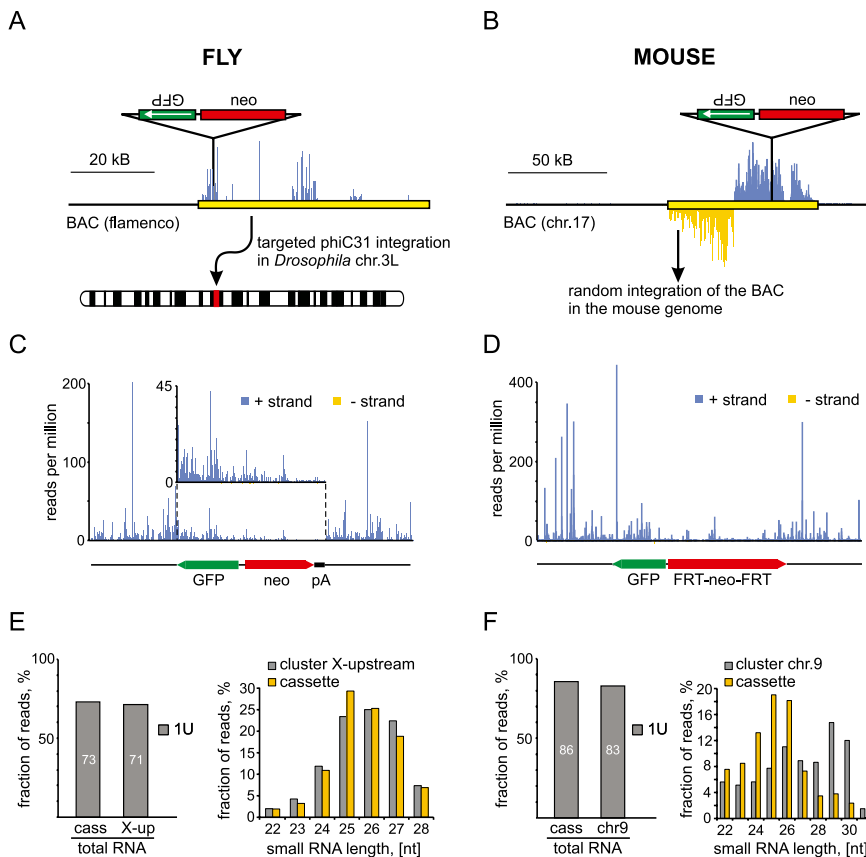 A
FLY
GFP
neo
20 kB
BAC (flamenco)
targeted phiC31 integration
in Drosophila chr.3L
B
MOUSE
GFP
neo
50 kB
BAC (chr.17)
random integration of the BAC
in the mouse genome
C
reads per million
200
100
0
45
0
+ strand
- strand
GFP
neo
pA
D
reads per million
400
200
0
+ strand
- strand
GFP
FRT-neo-FRT
E
fraction of reads, %
100
50
73
71
1U
cass
X-up
total RNA
cluster X-upstream
cassette
fraction of reads, %
30
25
20
15
10
5
0
22 23 24 25 26 27 28
small RNA length, [nt]
F
fraction of reads, %
100
50
86
83
1U
cass
chr9
total RNA
cluster chr.9
cassette
fraction of reads, %
20
16
12
8
4
0
22 24 26 28 30
small RNA length, [nt]